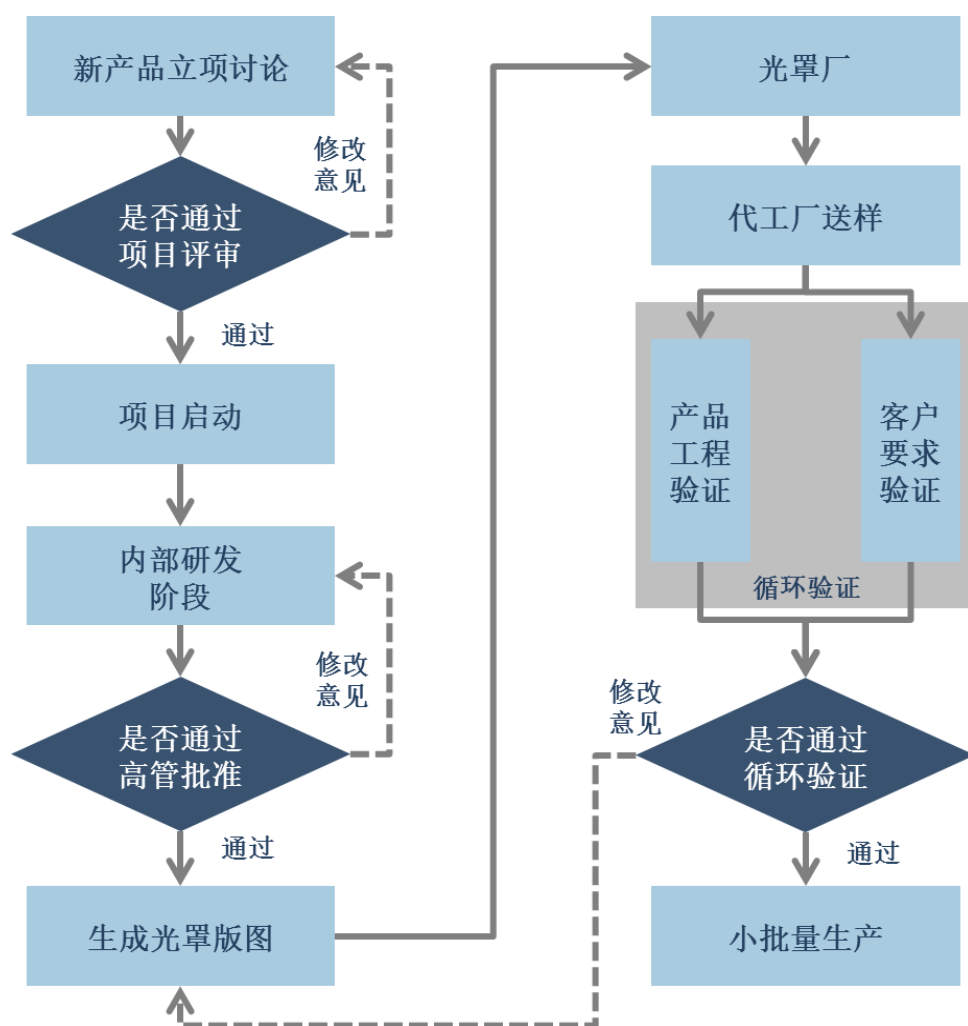 新产品立项讨论
修改
意见
是否通过
项目评审
通过
项目启动
内部研发
阶段
修改
意见
是否通过
高管批准
通过
生成光罩版图
光罩厂
代工厂送样
产品
工程
验证
客户
要求
验证
循环验证
修改
意见
是否通过
循环验证
通过
小批量生产